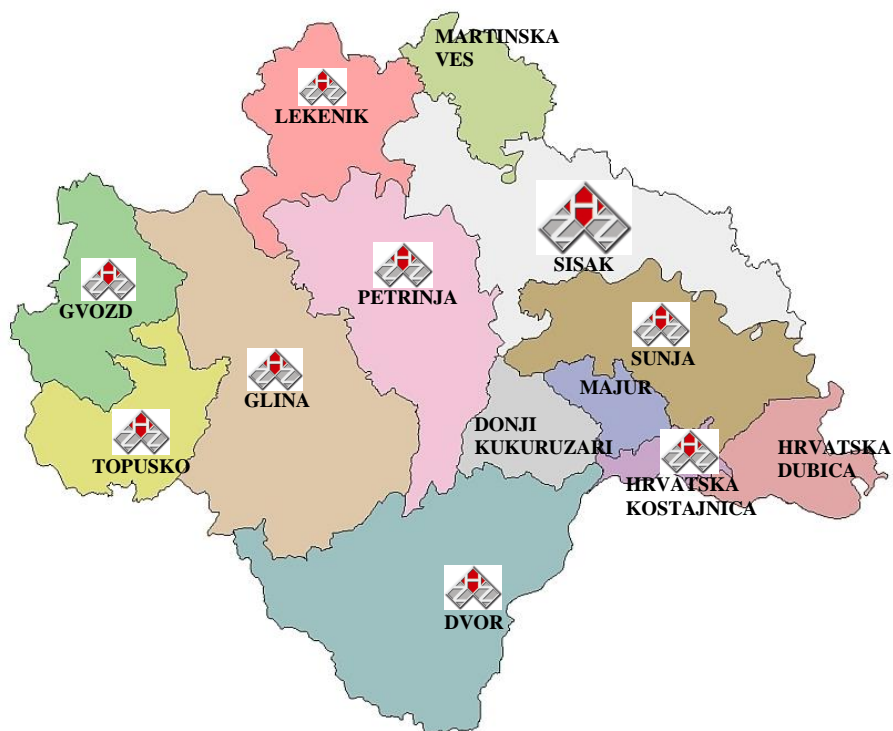 MARTINSKA
VES
LEKENIK
SISAK
PETRINJA
GVOZD
SUNJA
GLINA
MAJUR
DONJI
KUKURUZARI
HRVATSKA
DUBICA
TOPUSKO
HRVATSKA
KOSTAJNICA
DVOR